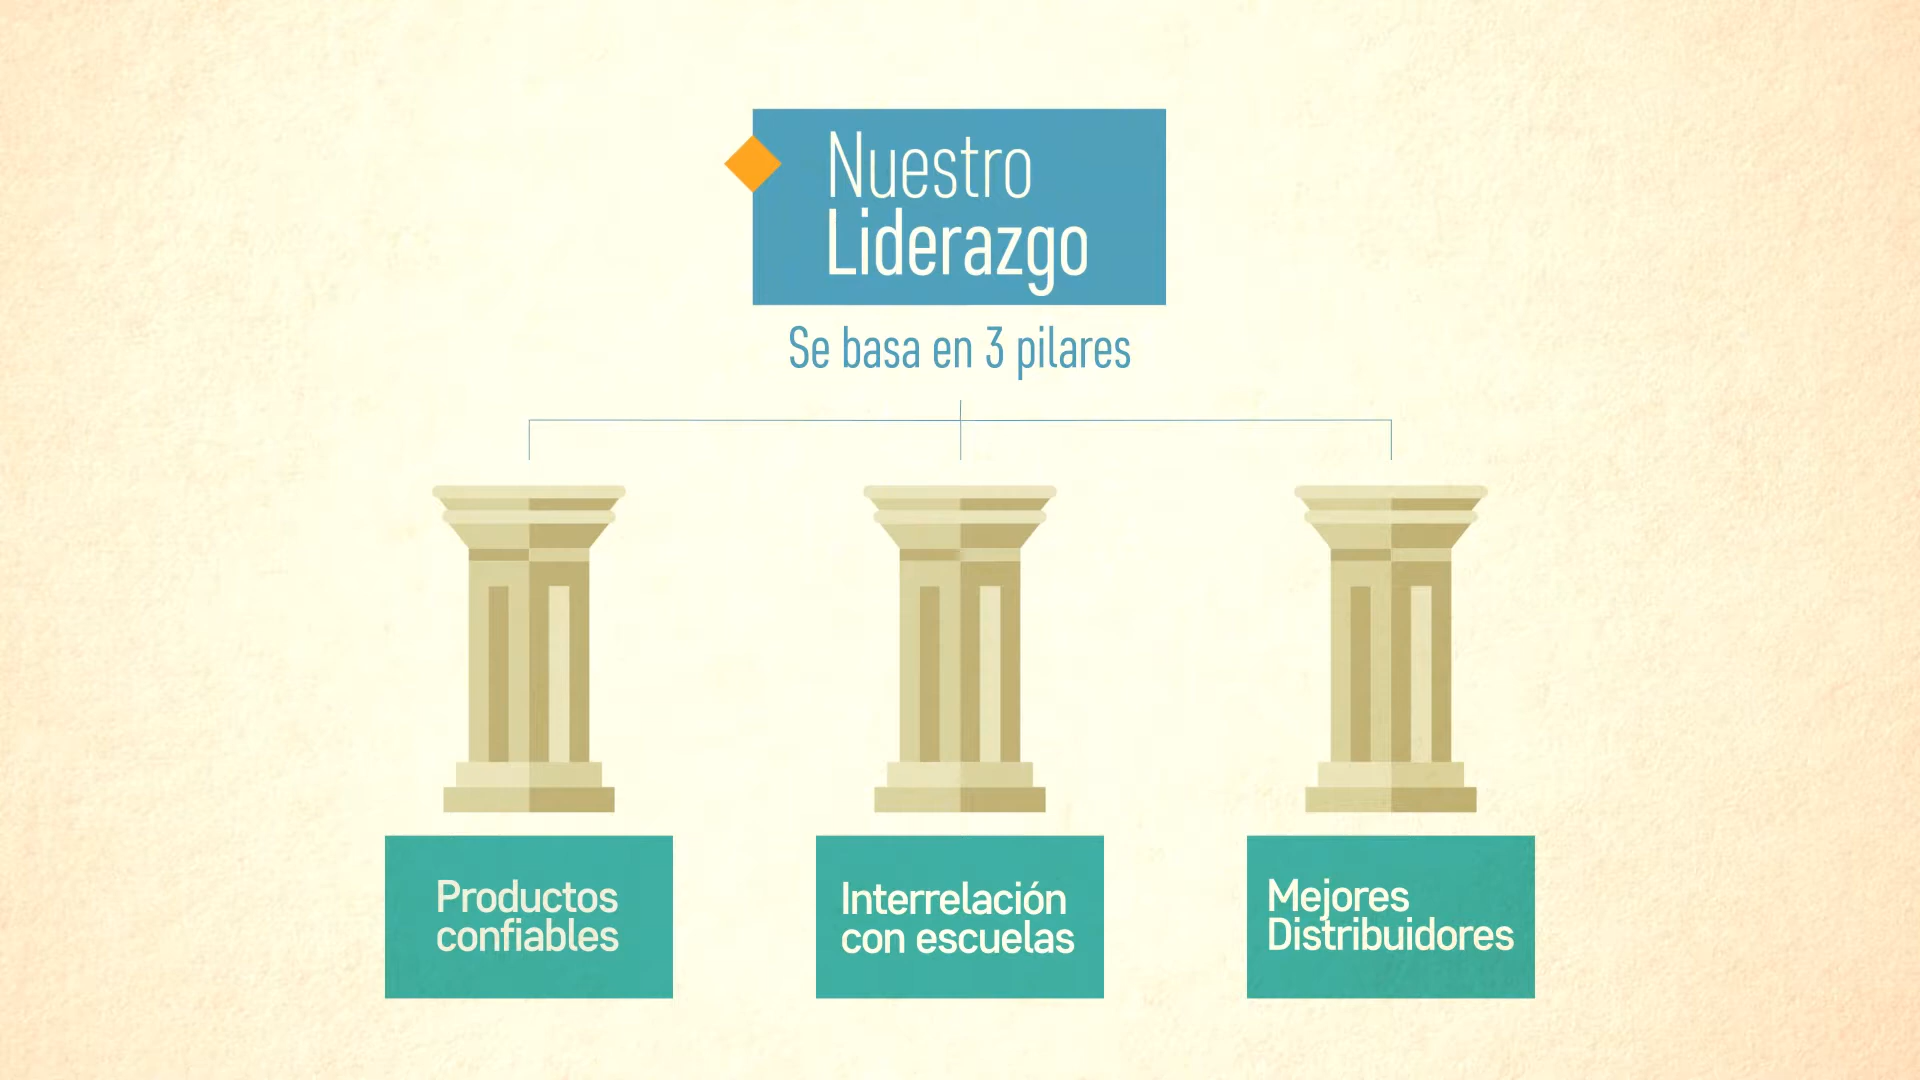 Nuestro
Liderazgo
Se basa en 3 pilares
Productos
confiables
Interrelación
con escuelas
Mejores
Distribuidores